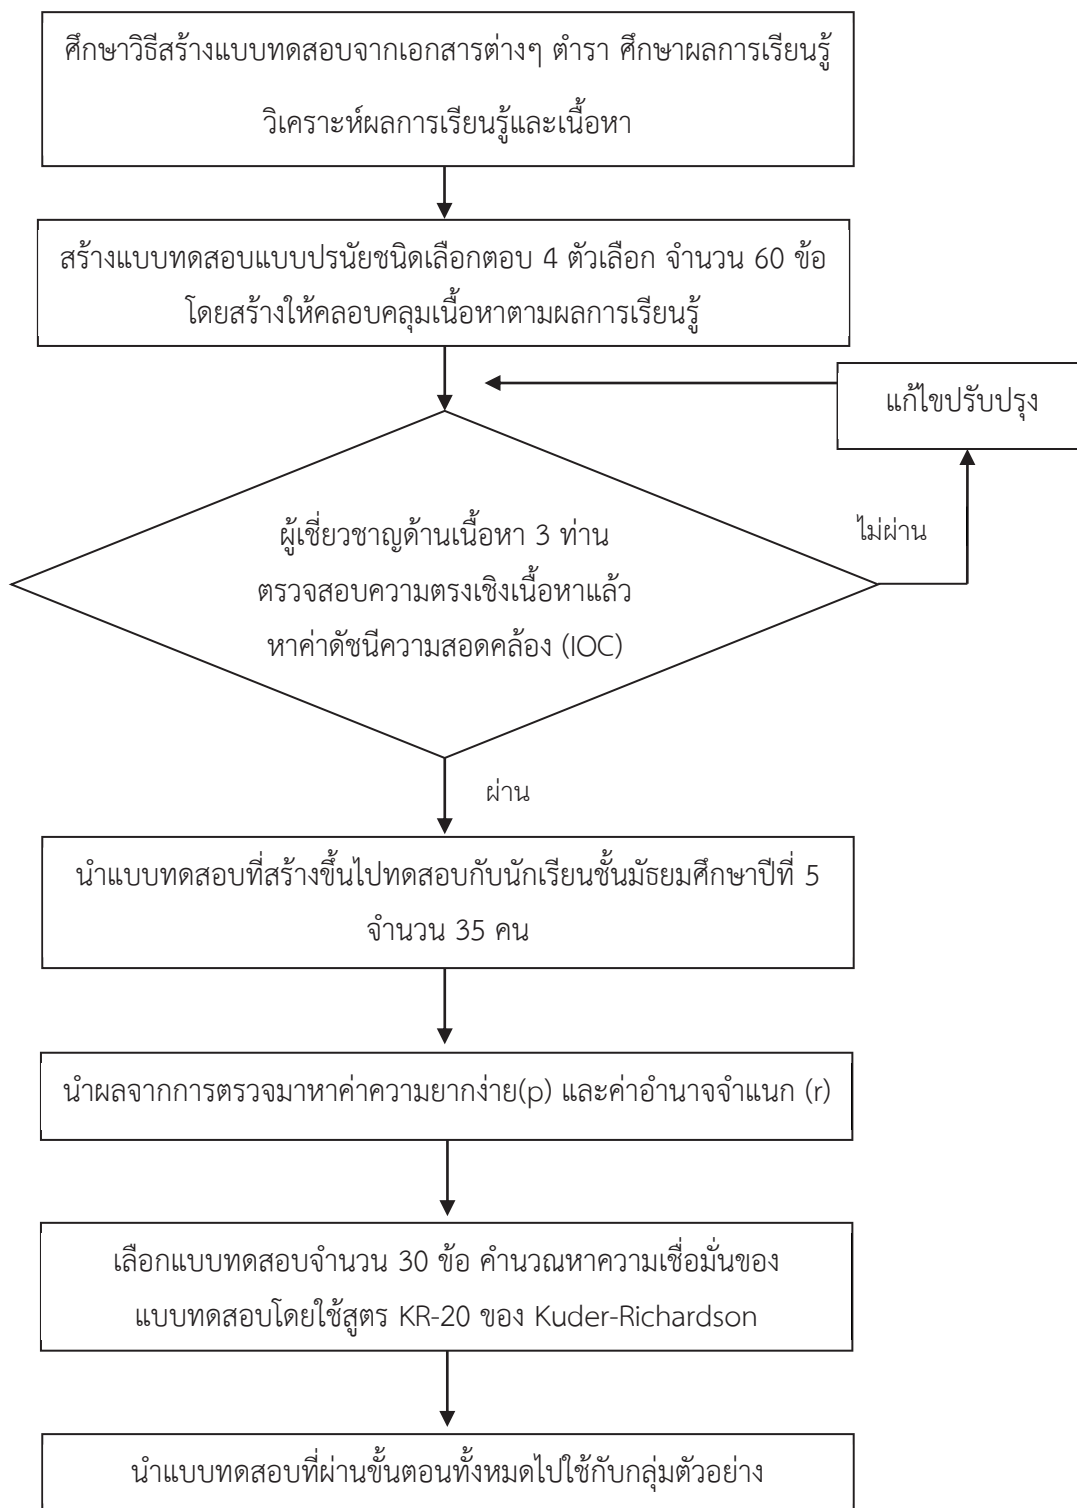 ศึกษาวิธีสร้างแบบทดสอบจากเอกสารต่างๆ ตำรา ศึกษาผลการเรียนรู้
วิเคราะห์ผลการเรียนรู้และเนื้อหา
สร้างแบบทดสอบแบบปรนัยชนิดเลือกตอบ 4 ตัวเลือก จำนวน 60 ข้อ
โดยสร้างให้คลอบคลุมเนื้อหาตามผลการเรียนรู้
แก้ไขปรับปรุง
ไม่ผ่าน
ผู้เชี่ยวชาญด้านเนื้อหา 3 ท่าน
ตรวจสอบความตรงเชิงเนื้อหาแล้ว
หาค่าดัชนีความสอดคล้อง (IOC)
ผ่าน
นำแบบทดสอบที่สร้างขึ้นไปทดสอบกับนักเรียนชั้นมัธยมศึกษาปีที่ 5
จำนวน 35 คน
นำผลจากการตรวจมาหาค่าความยากง่าย(p) และค่าอำนาจจำแนก (r)
เลือกแบบทดสอบจำนวน 30 ข้อ คำนวณหาความเชื่อมั่นของ
แบบทดสอบโดยใช้สูตร KR-20 ของ Kuder-Richardson
นำแบบทดสอบที่ผ่านขั้นตอนทั้งหมดไปใช้กับกลุ่มตัวอย่าง